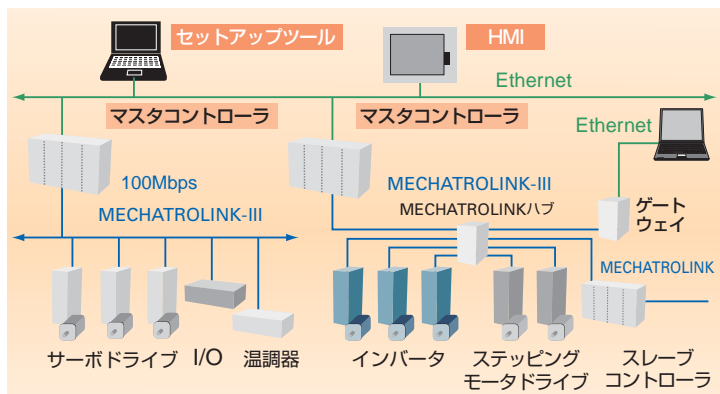 セットアップツール
HMI
Ethernet
マスタコントローラ
マスタコントローラ
Ethernet
100Mbps
MECHATROLINK-III
MECHATROLINK-III
MECHATROLINKハブ
ゲート
ウェイ
MECHATROLINK
サーボドライブ
I/O
温調器
インバータ
ステッピング
モータドライブ
スレーブ
コントローラ